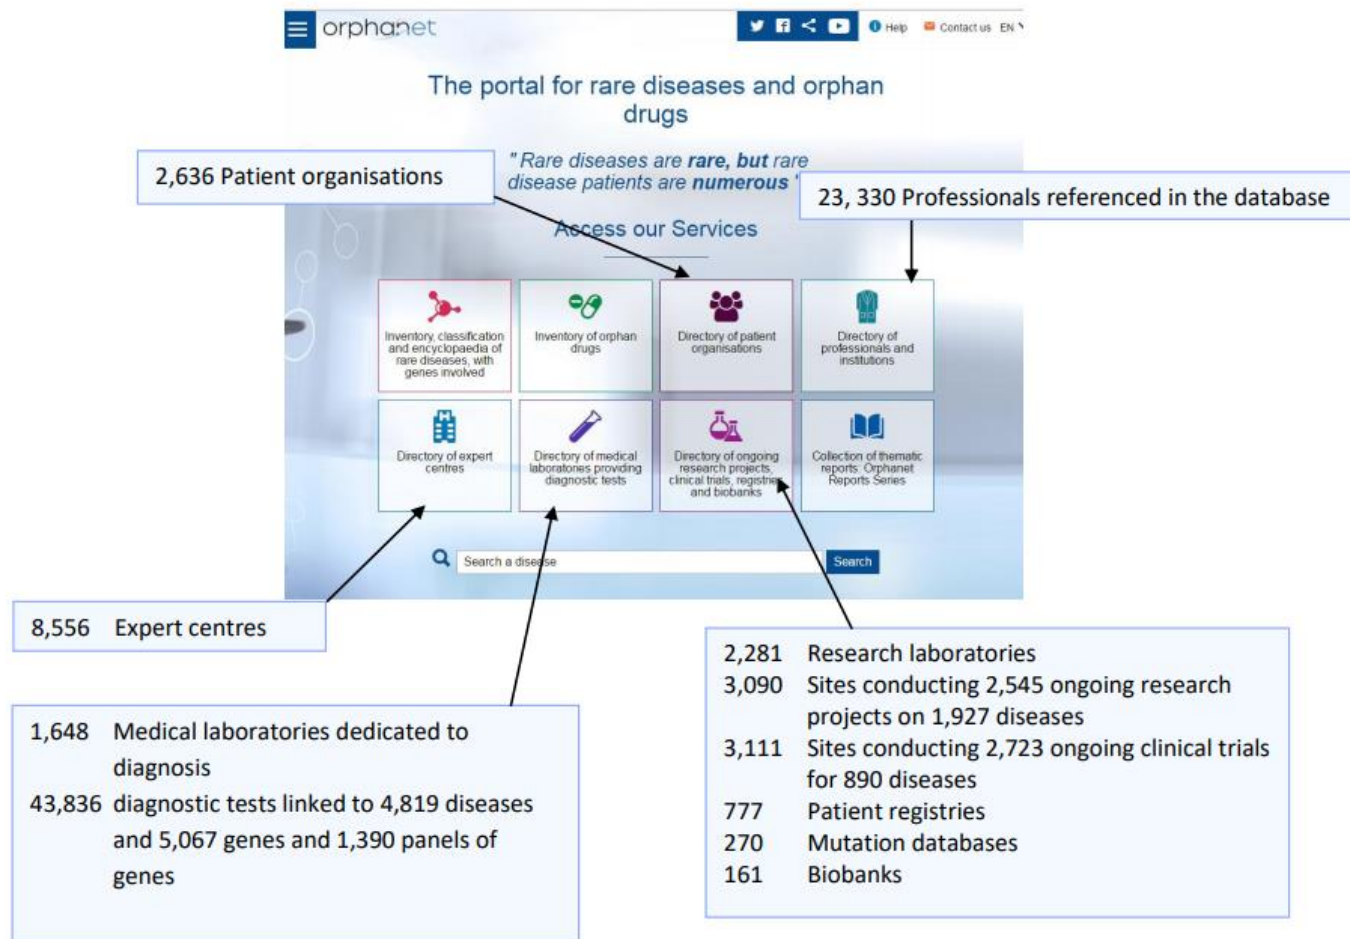 orphanet
Help
Contact us
EN
The portal for rare diseases and orphan
drugs
"Rare diseases are rare, but rare
disease patients are numerous "
2,636 Patient organisations
23, 330 Professionals referenced in the database
Access our Services
Inventory, classification
and encyclopaedia of
rare diseases, with
genes involved
Inventory of orphan
drugs
Directory of patient
organisations
Directory of
professionals and
institutions
Directory of expert
centres
Directory of medical
laboratories providing
diagnostic tests
Directory of ongoing
research projects,
clinical trials, registries
and biobanks
Collection of thematic
reports: Orphanet
Reports Series
Search a disease
Search
8,556 Expert centres
1,648 Medical laboratories dedicated to
diagnosis
43,836 diagnostic tests linked to 4,819 diseases
and 5,067 genes and 1,390 panels of
genes
2,281 Research laboratories
3,090 Sites conducting 2,545 ongoing research
projects on 1,927 diseases
3,111 Sites conducting 2,723 ongoing clinical trials
for 890 diseases
777 Patient registries
270 Mutation databases
161 Biobanks